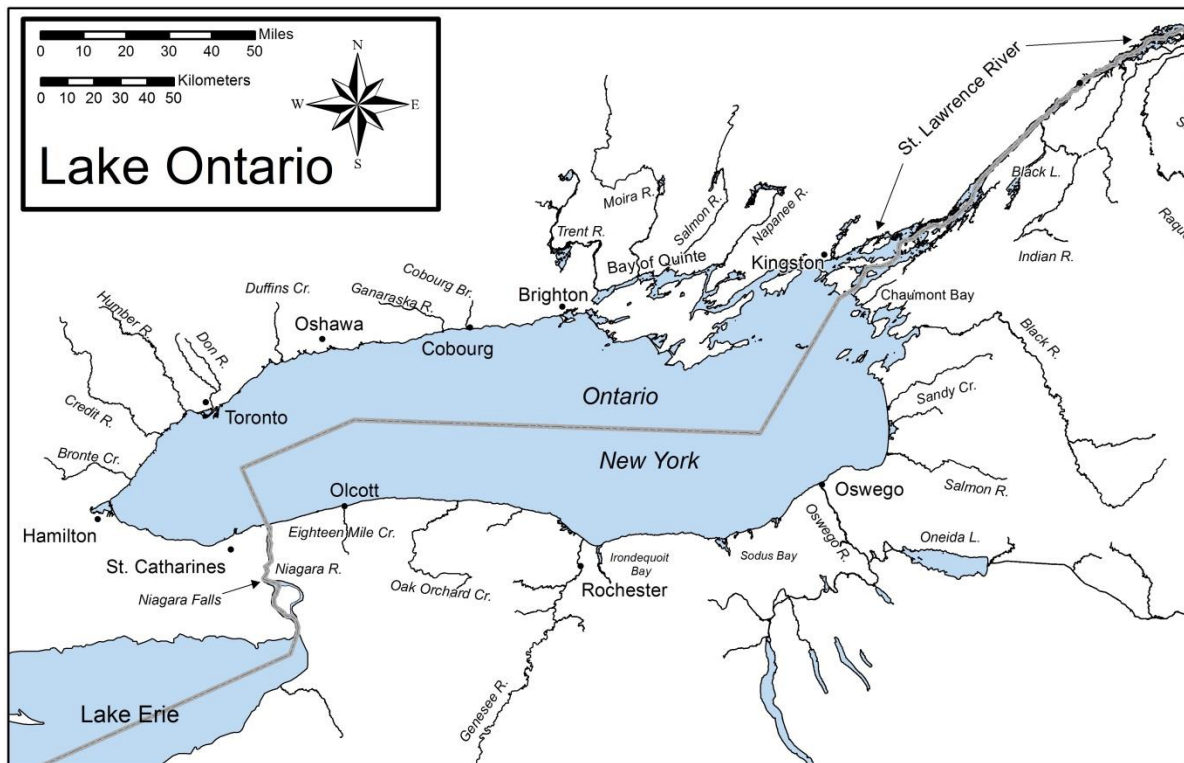 Miles
0 10 20 30 40 50
Kilometers
0 10 20 30 40 50
N
W E
S
Lake Ontario
St. Lawrence River
Black L.
Indian R.
Moira R.
Salmon R.
Napanee R.
Trent R.
Bay of Quinte
Kingston
Chaumont Bay
Black R.
Brighton
Cobourg Br.
Ganaraska R.
Duffins Cr.
Humber R.
Don R.
Oshawa
Cobourg
Toronto
Credit R.
Bronte Cr.
Hamilton
Ontario
New York
Sandy Cr.
Salmon R.
Oswego
Oswego R.
Oneida L.
Olcott
Eighteen Mile Cr.
St. Catharines
Niagara R.
Niagara Falls
Oak Orchard Cr.
Irondequoit
Bay
Sodus Bay
Rochester
Genesee R.
Lake Erie